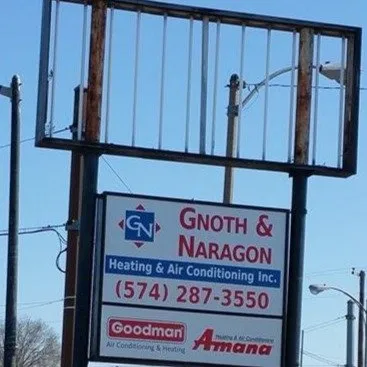 GN
GNOTH &
NARAGON
Heating & Air Conditioning Inc.
(574) 287-3550
Goodman
Air Conditioning & Heating
Heating & Air Conditioning
Amana